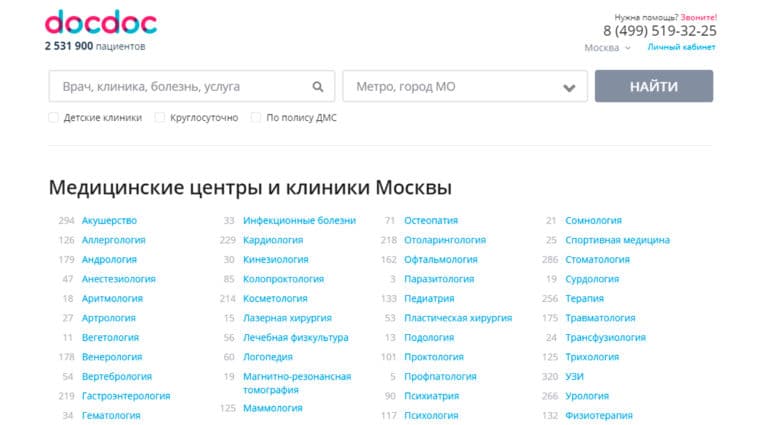 docdoc
2 531 900 пациентов
Нужна помощь? Звоните!
8 (499) 519-32-25
Москва
Личный кабинет
Врач, клиника, болезнь, услуга
Метро, город МО
НАЙТИ
Детские клиники
Круглосуточно
По полису ДМС
Медицинские центры и клиники Москвы
294 Акушерство
126 Аллергология
179 Андрология
47 Анестезиология
18 Аритмология
27 Артрология
11 Вегетология
178 Венерология
54 Вертебрология
219 Гастроэнтерология
34 Гематология
33 Инфекционные болезни
229 Кардиология
30 Кинезиология
85 Колопроктология
214 Косметология
15 Лазерная хирургия
56 Лечебная физкультура
60 Логопедия
19 Магнитно-резонансная
томография
125 Маммология
71 Остеопатия
218 Отоларингология
162 Офтальмология
3 Паразитология
133 Педиатрия
53 Пластическая хирургия
13 Подология
101 Проктология
5 Профпатология
90 Психиатрия
117 Психология
21 Сомнология
25 Спортивная медицина
286 Стоматология
19 Сурдология
256 Терапия
175 Травматология
24 Трансфузиология
125 Трихология
320 УЗИ
266 Урология
132 Физиотерапия